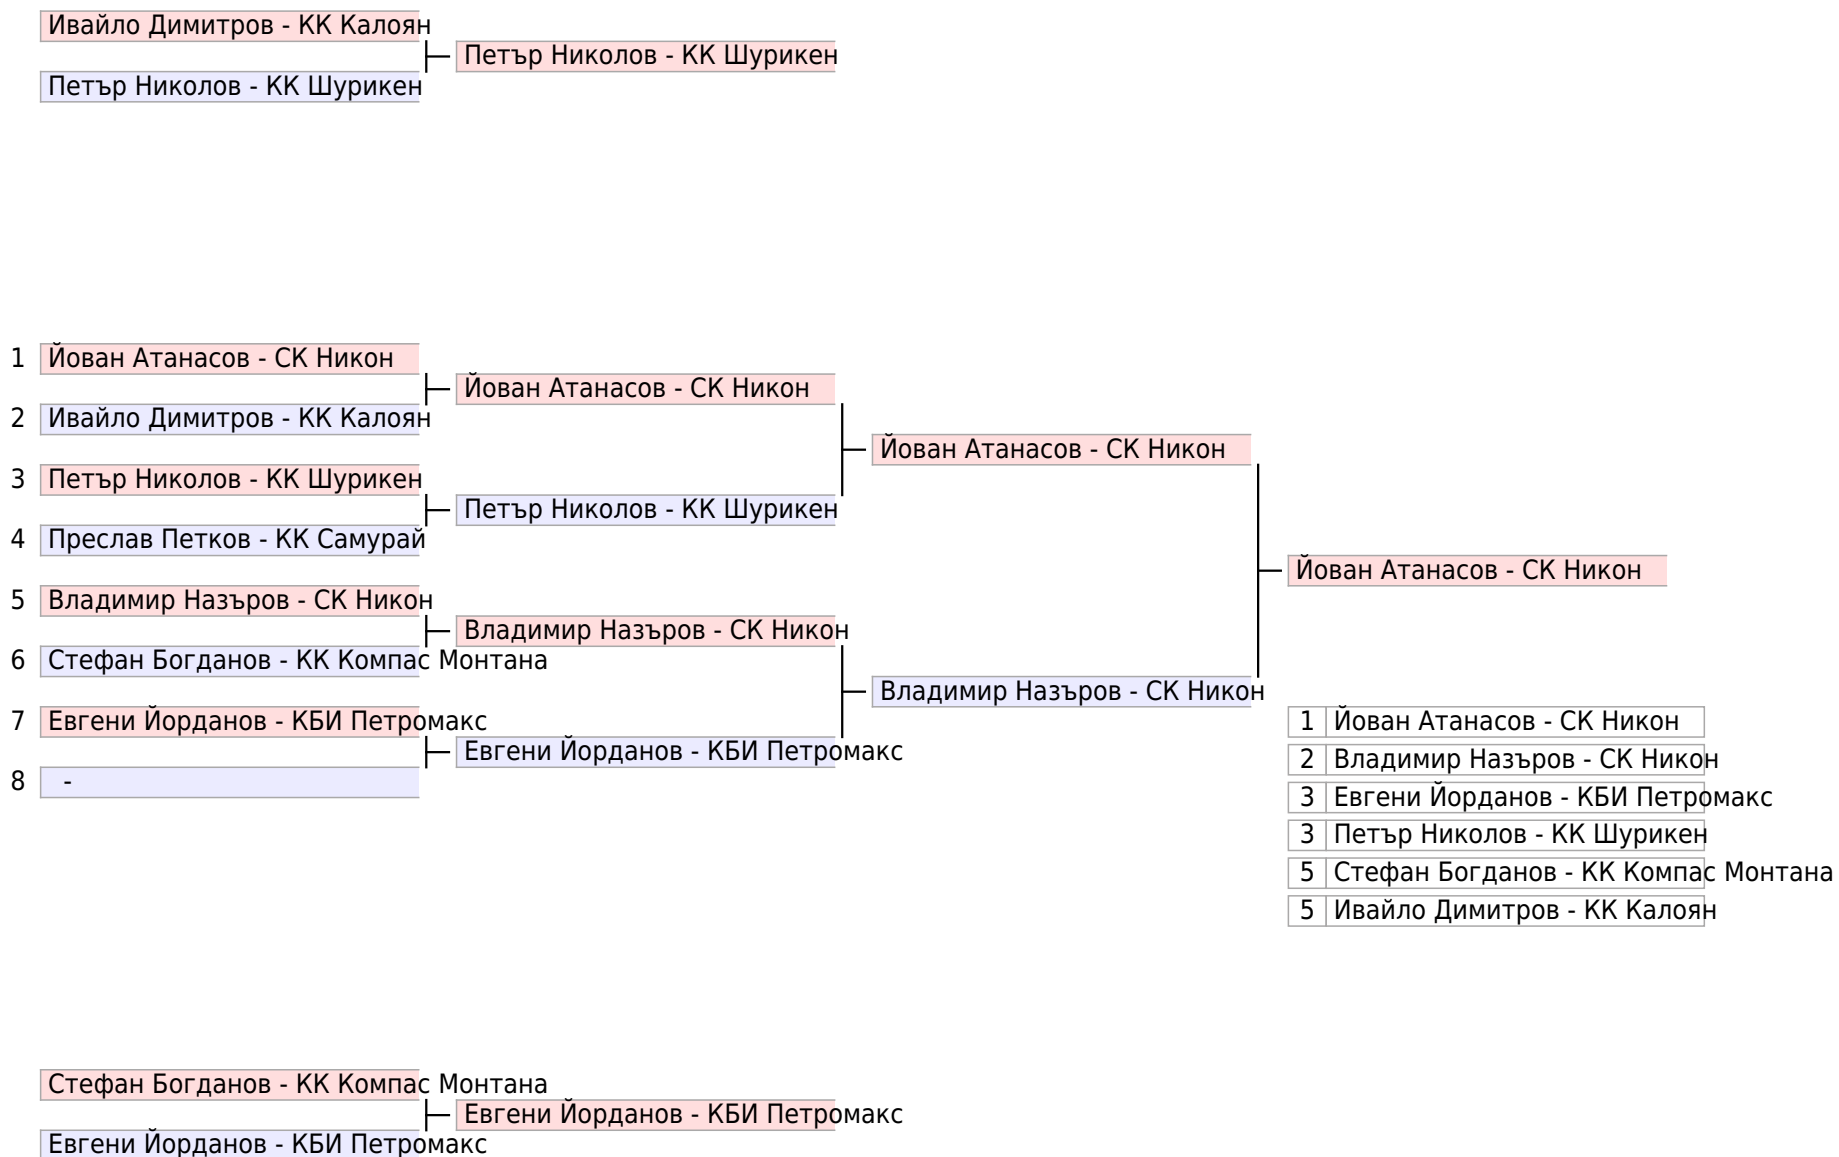 Ивайло Димитров - КК Калоян
Петър Николов - КК Шурикен
Петър Николов - КК Шурикен
1 Йован Атанасов - СК Никон
Йован Атанасов - СК Никон
2 Ивайло Димитров - КК Калоян
Йован Атанасов - СК Никон
3 Петър Николов - КК Шурикен
Петър Николов - КК Шурикен
4 Преслав Петков - КК Самурай
Йован Атанасов - СК Никон
5 Владимир Назъров - СК Никон
Владимир Назъров - СК Никон
6 Стефан Богданов - КК Компас Монтана
Владимир Назъров - СК Никон
7 Евгени Йорданов - КБИ Петромакс
Евгени Йорданов - КБИ Петромакс
8 -
1 Йован Атанасов - СК Никон
2 Владимир Назъров - СК Никон
3 Евгени Йорданов - КБИ Петромакс
3 Петър Николов - КК Шурикен
5 Стефан Богданов - КК Компас Монтана
5 Ивайло Димитров - КК Калоян
Стефан Богданов - КК Компас Монтана
Евгени Йорданов - КБИ Петромакс
Евгени Йорданов - КБИ Петромакс